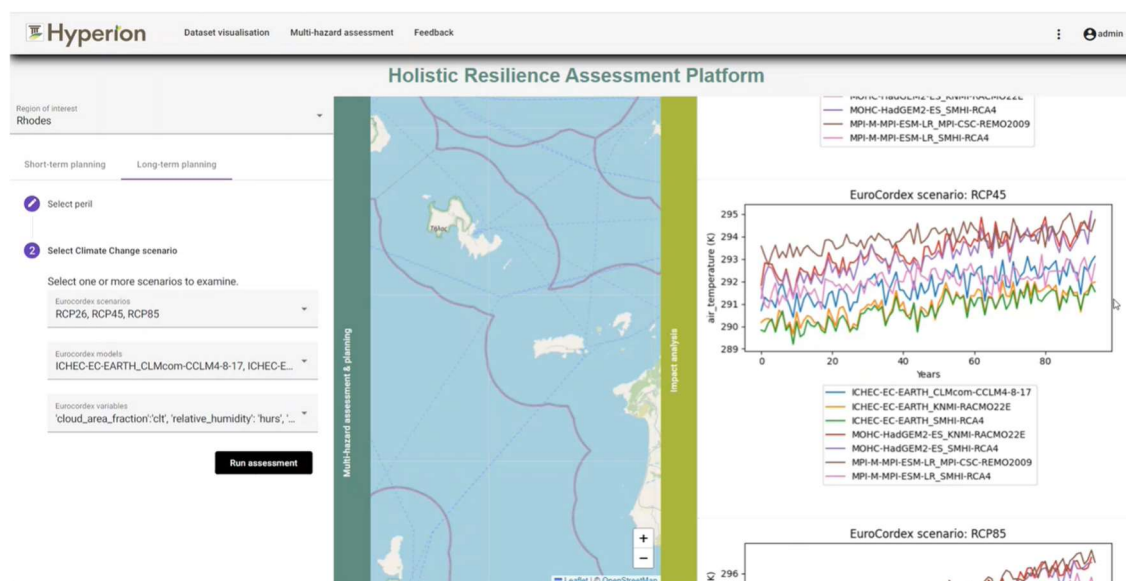 Hyperion
Dataset visualisation
Multi-hazard assessment
Feedback
admin
Holistic Resilience Assessment Platform
Region of interest
Rhodes
Short-term planning
Long-term planning
Select peril
2
Select Climate Change scenario
Select one or more scenarios to examine.
Eurocordex scenarios
RCP26, RCP45, RCP85
Eurocordex models
ICHEC-EC-EARTH_CLMcom-CCLM4-8-17, ICHEC-E...
Eurocordex variables
'cloud_area_fraction':'clt', 'relative_humidity': 'hurs', '...
Run assessment
Multi-hazard assessment & planning
+
−
Leaflet | © OpenStreetMap
Impact analysis
MOHC-HadGEM2-ES_KNMI-RACMO22E
MOHC-HadGEM2-ES_SMHI-RCA4
MPI-M-MPI-ESM-LR_MPI-CSC-REMO2009
MPI-M-MPI-ESM-LR_SMHI-RCA4
EuroCordex scenario: RCP45
air_temperature (K)
295
294
293
292
291
290
289
0
20
40
60
80
Years
ICHEC-EC-EARTH_CLMcom-CCLM4-8-17
ICHEC-EC-EARTH_KNMI-RACMO22E
ICHEC-EC-EARTH_SMHI-RCA4
MOHC-HadGEM2-ES_KNMI-RACMO22E
MOHC-HadGEM2-ES_SMHI-RCA4
MPI-M-MPI-ESM-LR_MPI-CSC-REMO2009
MPI-M-MPI-ESM-LR_SMHI-RCA4
EuroCordex scenario: RCP85
296